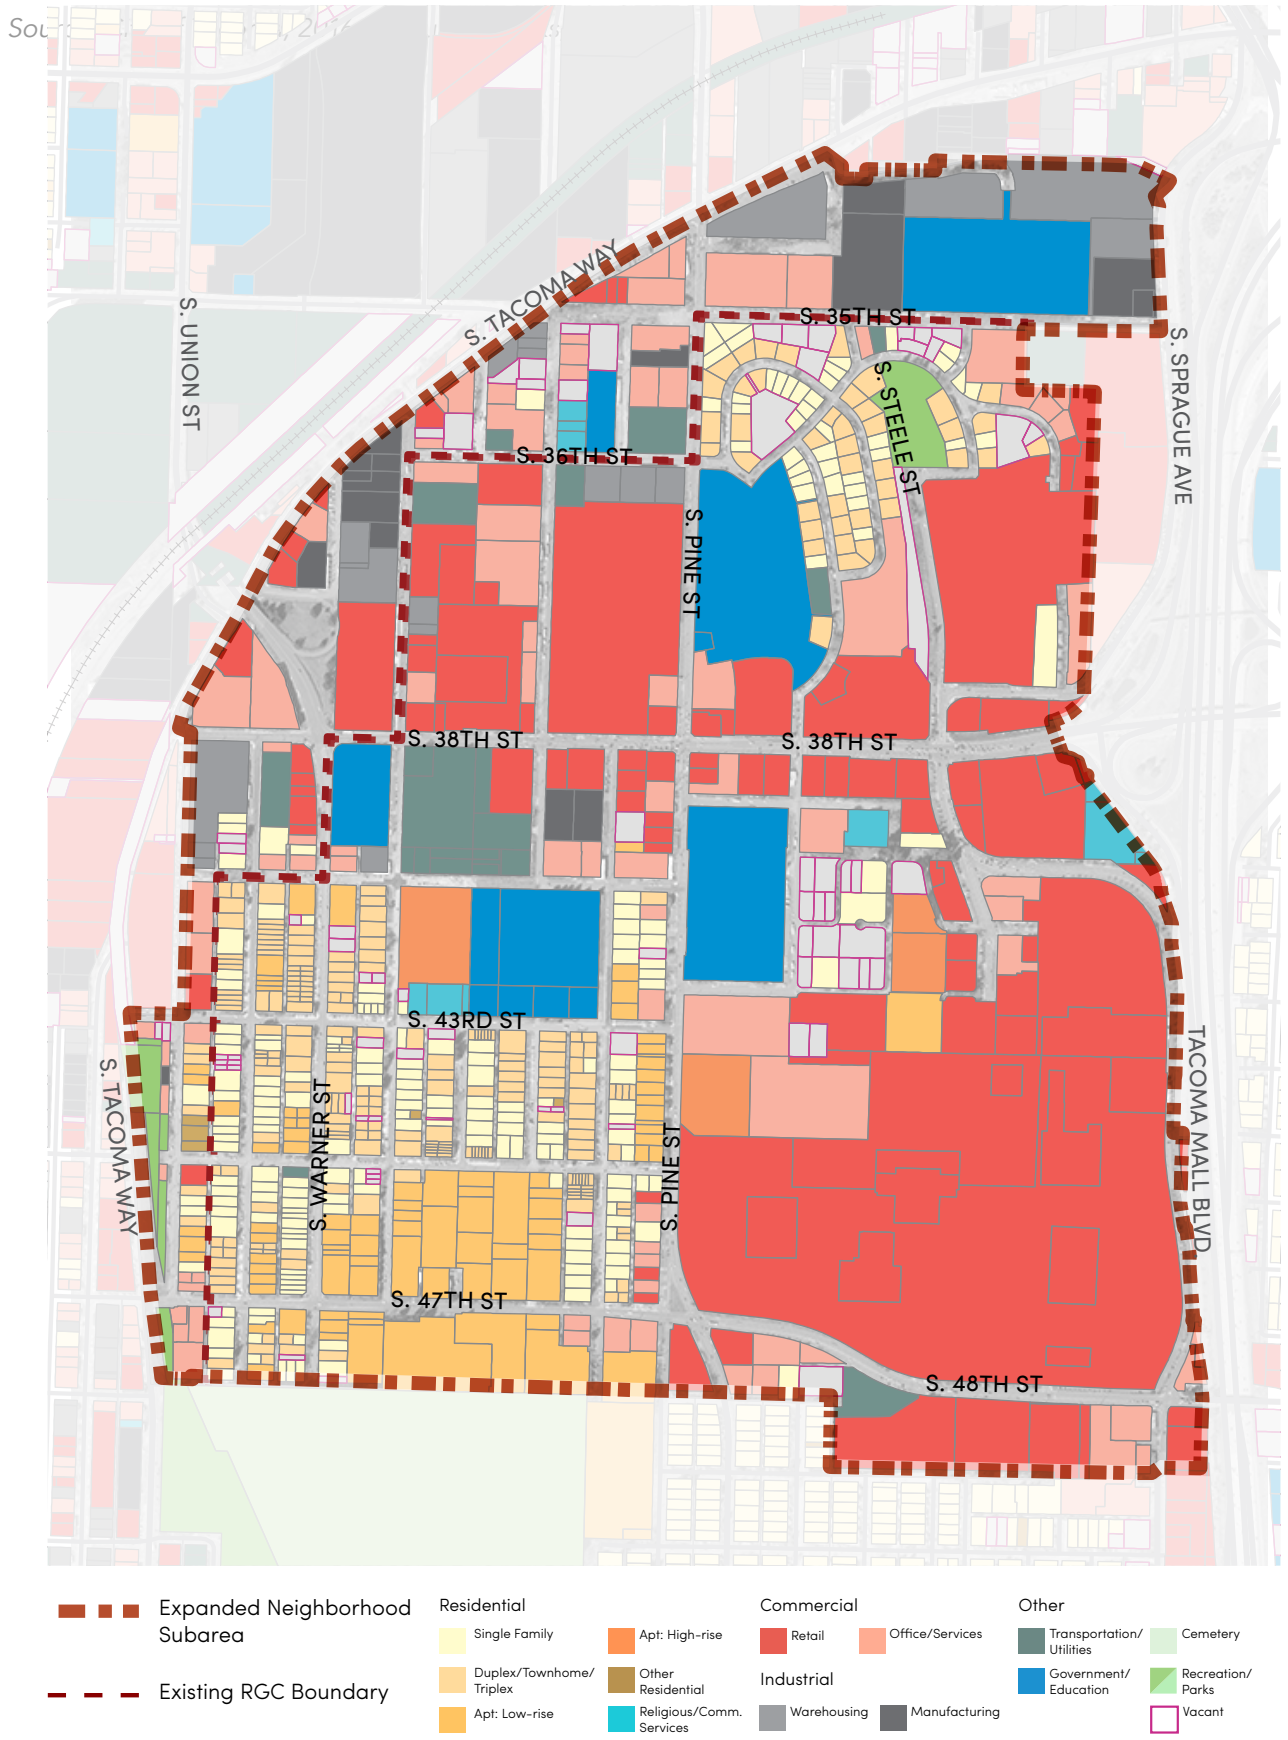 S. TACOMA WAY
S. UNION ST
S. 35TH ST
S. SPRAGUE AVE
S. STEELE ST
S. 36TH ST
S. PINE ST
S. 38TH ST
S. 38TH ST
S. 43RD ST
S. TACOMA WAY
S. WARNER ST
S. PINE ST
TACOMA MALL BLVD
S. 47TH ST
S. 48TH ST
Expanded Neighborhood
Subarea
Existing RGC Boundary
Residential
Single Family
Duplex/Townhome/
Triplex
Apt: Low-rise
Apt: High-rise
Other
Residential
Religious/Comm.
Services
Commercial
Retail
Office/Services
Industrial
Warehousing
Manufacturing
Other
Transportation/
Utilities
Government/
Education
Cemetery
Recreation/
Parks
Vacant